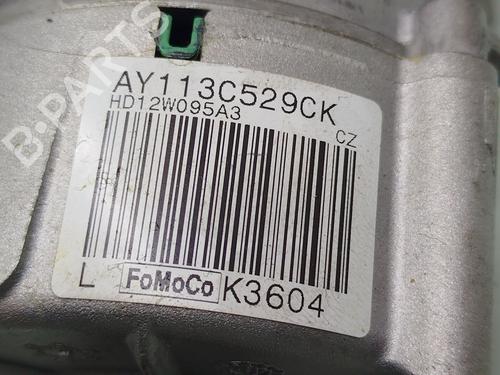 B-PARTS
AY113C529CK
HD12W095A3
CZ
L FoMoCo K3604